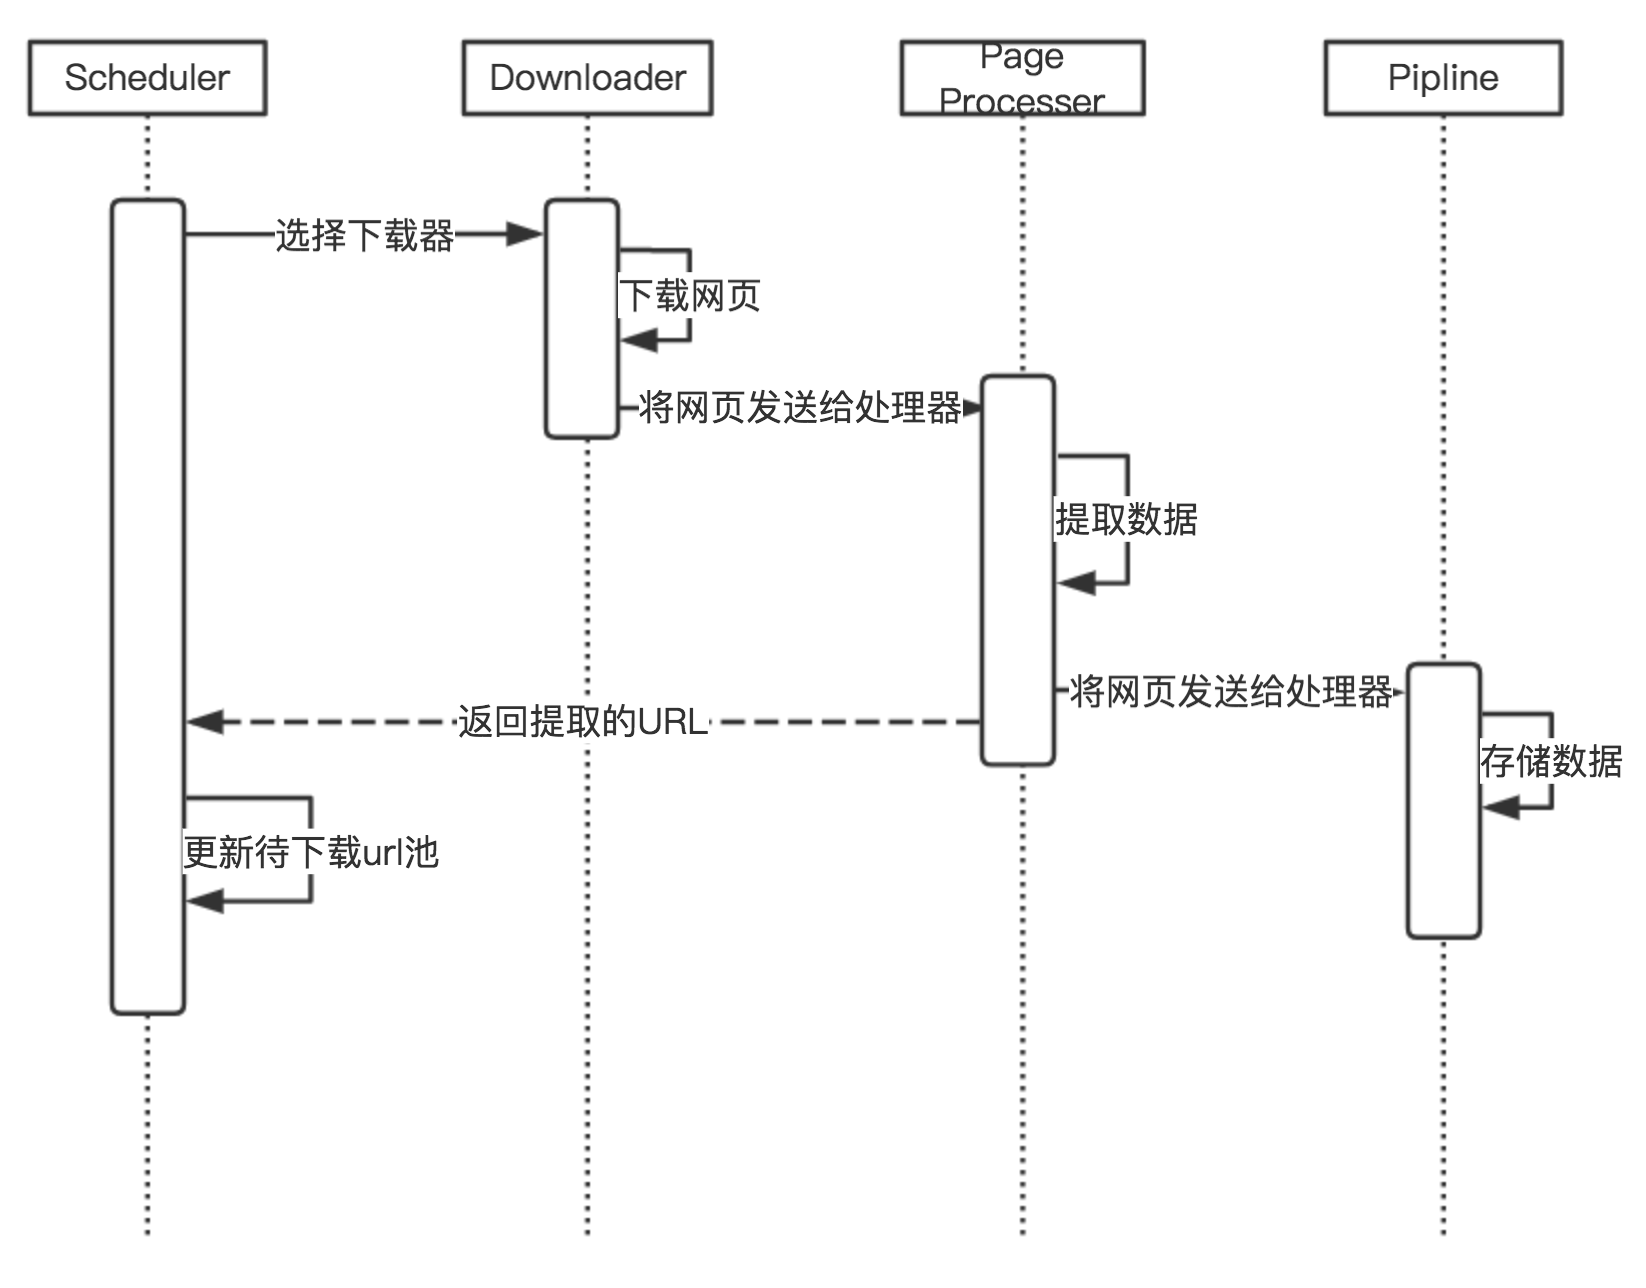 Scheduler
Downloader
Page
Processer
Pipline
选择下载器
下载网页
将网页发送给处理器
提取数据
将网页发送给处理器
返回提取的URL
存储数据
更新待下载url池